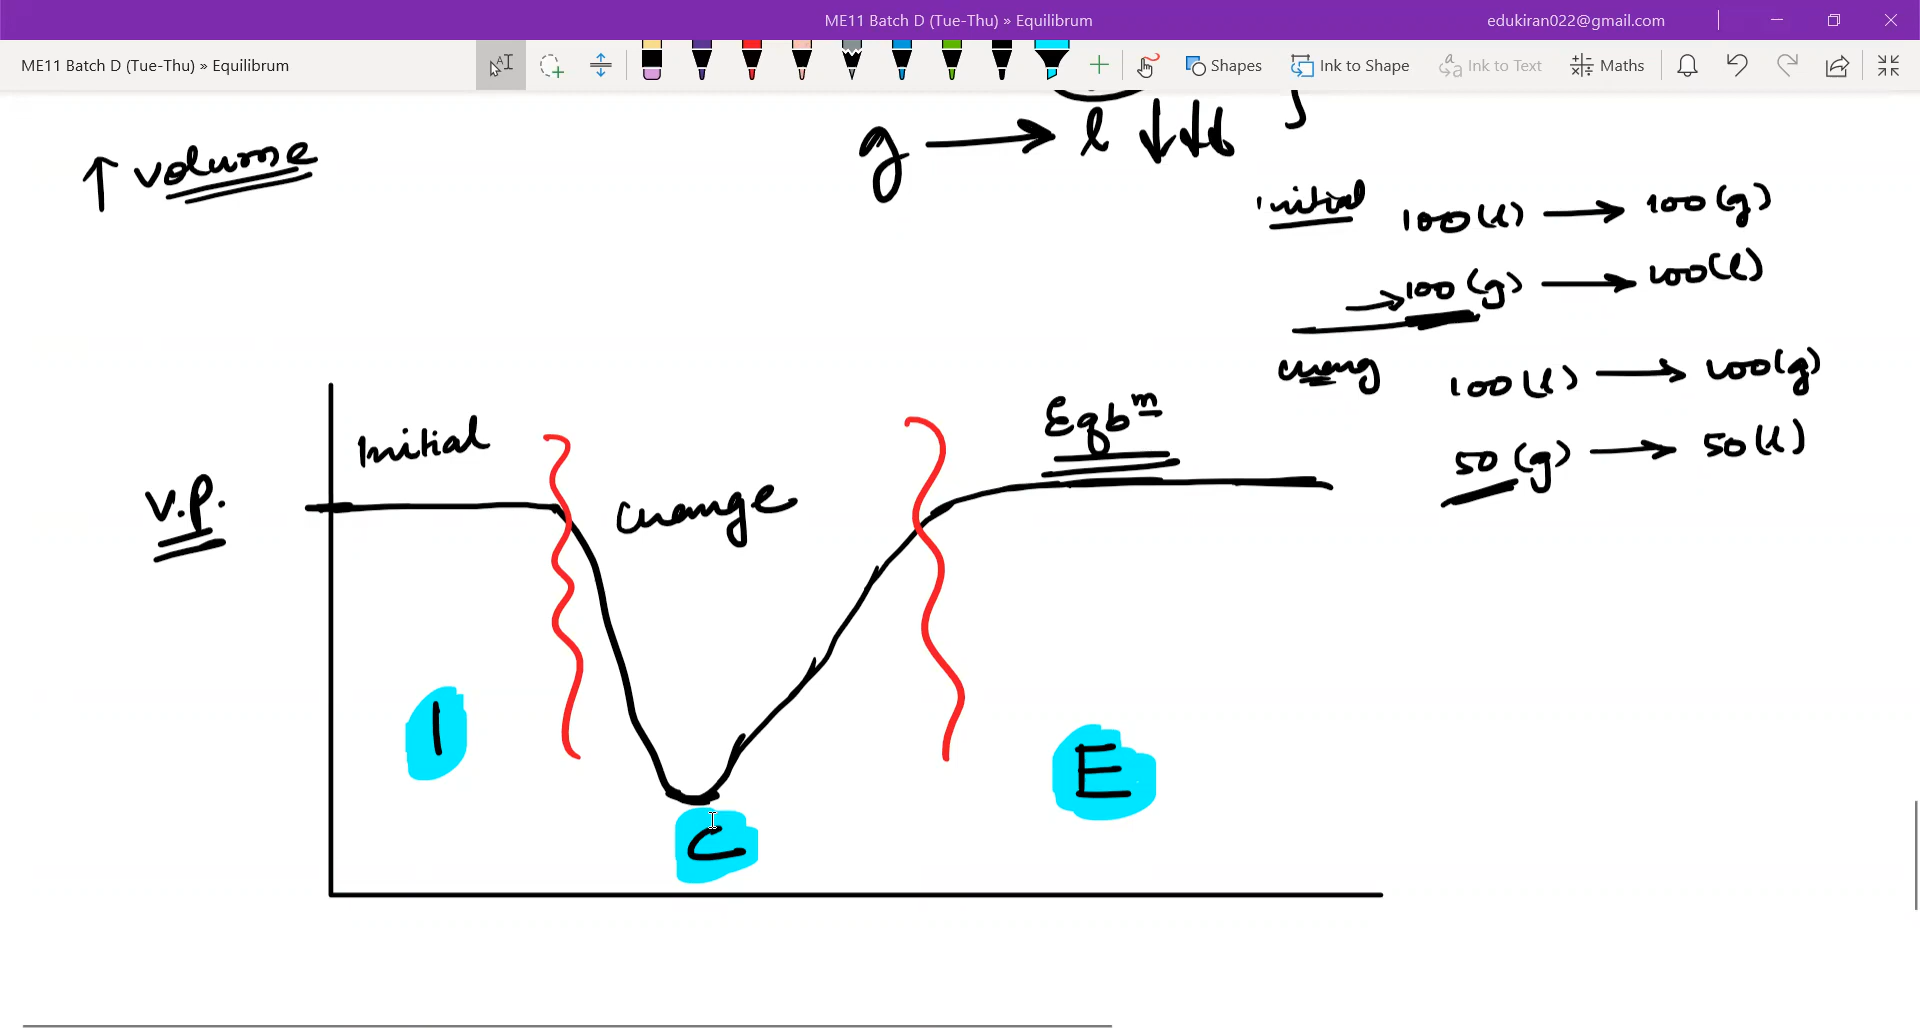 ME11 Batch D (Tue-Thu) » Equilibrum
edukiran022@gmail.com
ME11 Batch D (Tue-Thu) » Equilibrum
Shapes
Ink to Shape
Ink to Text
Maths
↑ volume
g → l ↓↓↓
initial 100(l) → 100(g)
→ 100(g) → 100(l)
chang 100(l) → 100(g)
50(g) → 50(l)
Initial
change
Eqbᵐ
V.P.
I
C
E